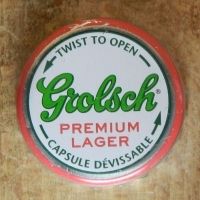 TWIST TO OPEN
Grolsch®
PREMIUM
LAGER
CAPSULE DÉVISSABLE